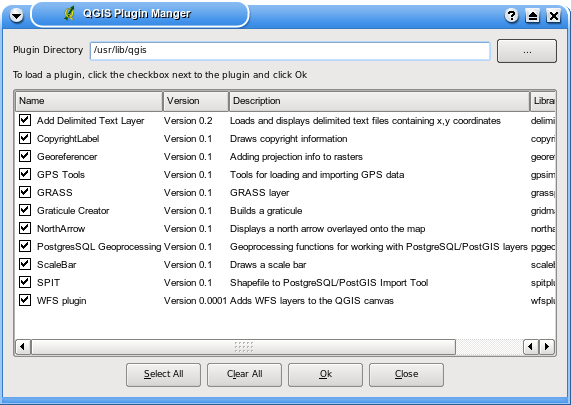 QGIS Plugin Manger
Plugin Directory /usr/lib/qgis ...
To load a plugin, click the checkbox next to the plugin and click Ok
Name Version Description Libra
Add Delimited Text Layer Version 0.2 Loads and displays delimited text files containing x,y coordinates delimi
CopyrightLabel Version 0.1 Draws copyright information copyri
Georeferencer Version 0.1 Adding projection info to rasters geore
GPS Tools Version 0.1 Tools for loading and importing GPS data gpsim
GRASS Version 0.1 GRASS layer grass
Graticule Creator Version 0.1 Builds a graticule gridma
NorthArrow Version 0.1 Displays a north arrow overlayed onto the map northa
PostgresSQL Geoprocessing Version 0.1 Geoprocessing functions for working with PostgreSQL/PostGIS layers pggeo
ScaleBar Version 0.1 Draws a scale bar scalel
SPIT Version 0.1 Shapefile to PostgreSQL/PostGIS Import Tool spitplu
WFS plugin Version 0.0001 Adds WFS layers to the QGIS canvas wfsplu
Select All Clear All Ok Close